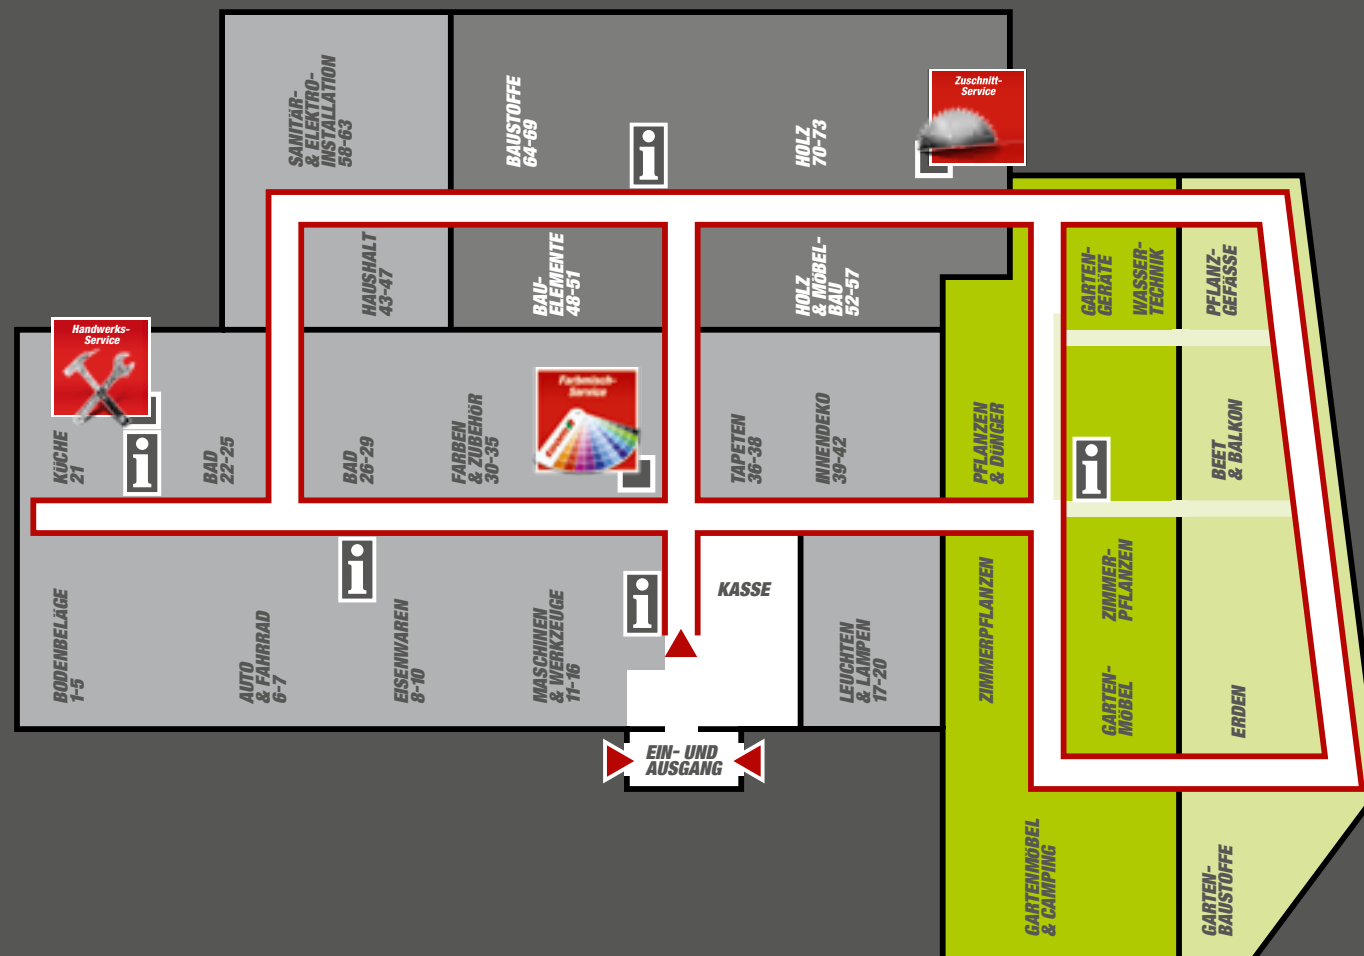 SANITÄR-
& ELEKTRO-
INSTALLATION
58-63
BAUSTOFFE
64-69
i
HOLZ
70-73
Zuschnitt-
Service
HAUSHALT
43-47
BAU-
ELEMENTE
48-51
HOLZ
& MÖBEL-
BAU
52-57
GARTEN-
GERÄTE
WASSER-
TECHNIK
PFLANZ-
GEFÄSSE
Handwerks-
Service
KÜCHE
21
i
BAD
22-25
BAD
26-29
FARBEN
& ZUBEHÖR
30-35
Farbmisch-
Service
TAPETEN
36-38
INNENDEKO
39-42
PFLANZEN
& DÜNGER
i
BEET
& BALKON
BODENBELÄGE
1-5
AUTO
& FAHRRAD
6-7
i
EISENWAREN
8-10
MASCHINEN
& WERKZEUGE
11-16
i
KASSE
LEUCHTEN
& LAMPEN
17-20
ZIMMERPFLANZEN
ZIMMER-
PFLANZEN
GARTEN-
MÖBEL
ERDEN
EIN- UND
AUSGANG
GARTENMÖBEL
& CAMPING
GARTEN-
BAUSTOFFE